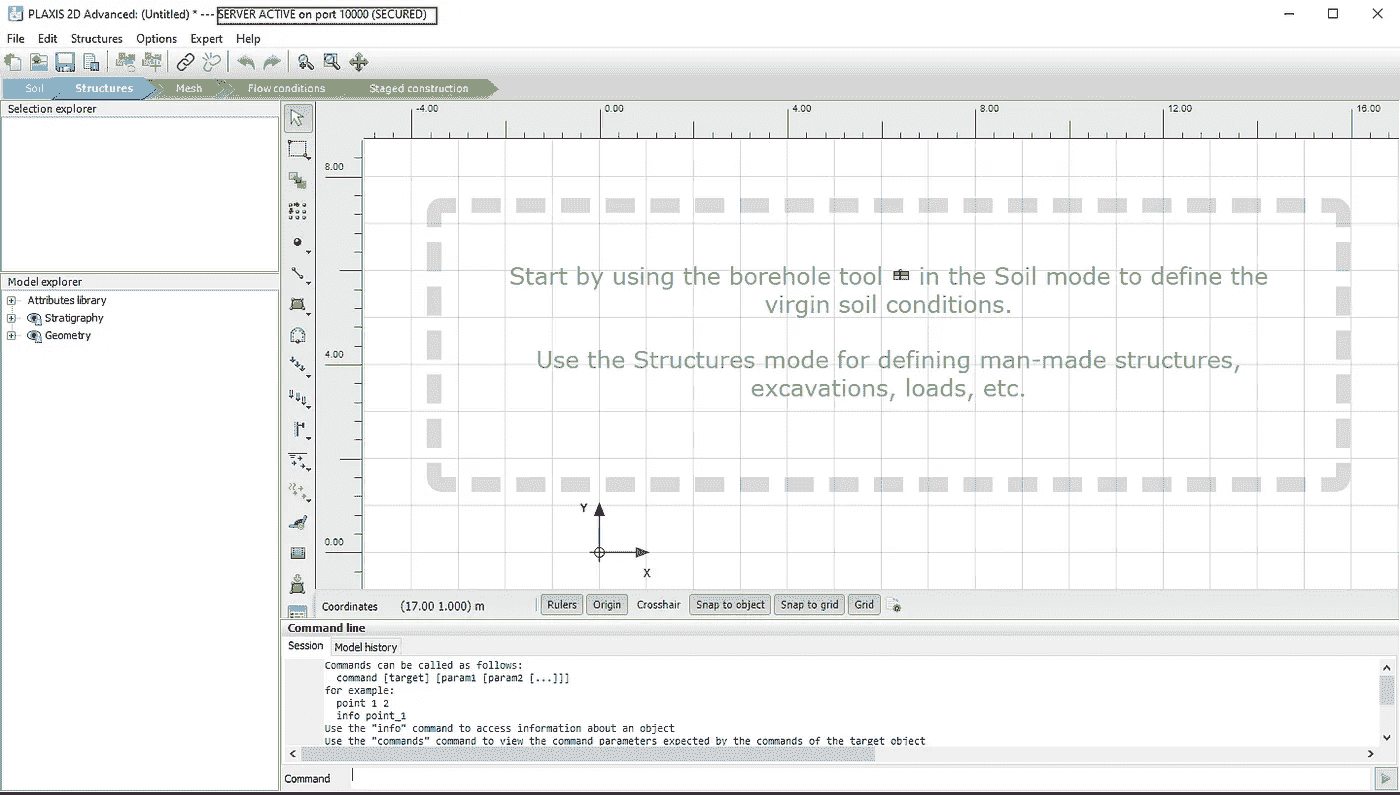 PLAXIS 2D Advanced: (Untitled) * --- SERVER ACTIVE on port 10000 (SECURED)
File Edit Structures Options Expert Help
Soil Structures Mesh Flow conditions Staged construction
Selection explorer
Model explorer
Attributes library
Stratigraphy
Geometry
-4.00 0.00 4.00 8.00 12.00 16.00
8.00
4.00
0.00
Start by using the borehole tool in the Soil mode to define the
virgin soil conditions.
Use the Structures mode for defining man-made structures,
excavations, loads, etc.
Y
X
Coordinates (17.00 1.000) m Rulers Origin Crosshair Snap to object Snap to grid Grid
Command line
Session Model history
Commands can be called as follows:
command [target] [param1 [param2 [...]]]
for example:
point 1 2
info point_1
Use the "info" command to access information about an object
Use the "commands" command to view the command parameters expected by the commands of the target object
Command